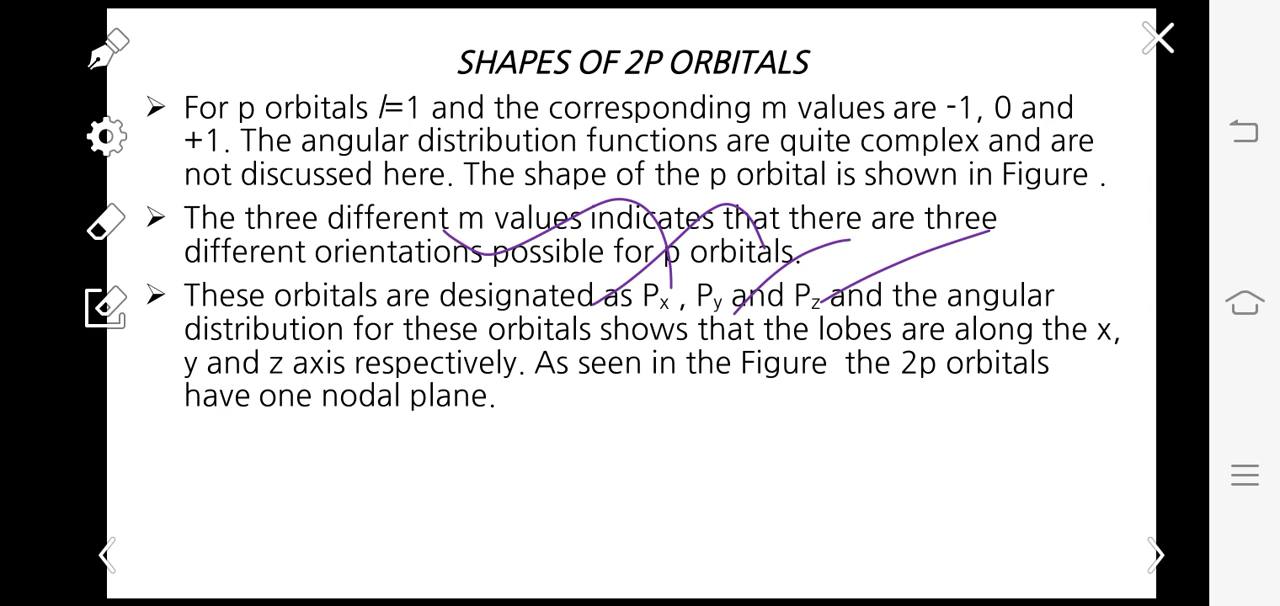 SHAPES OF 2P ORBITALS
➢ For p orbitals l=1 and the corresponding m values are -1, 0 and
+1. The angular distribution functions are quite complex and are
not discussed here. The shape of the p orbital is shown in Figure .
➢ The three different m values indicates that there are three
different orientations possible for p orbitals.
➢ These orbitals are designated as Px , Py and Pz and the angular
distribution for these orbitals shows that the lobes are along the x,
y and z axis respectively. As seen in the Figure  the 2p orbitals
have one nodal plane.